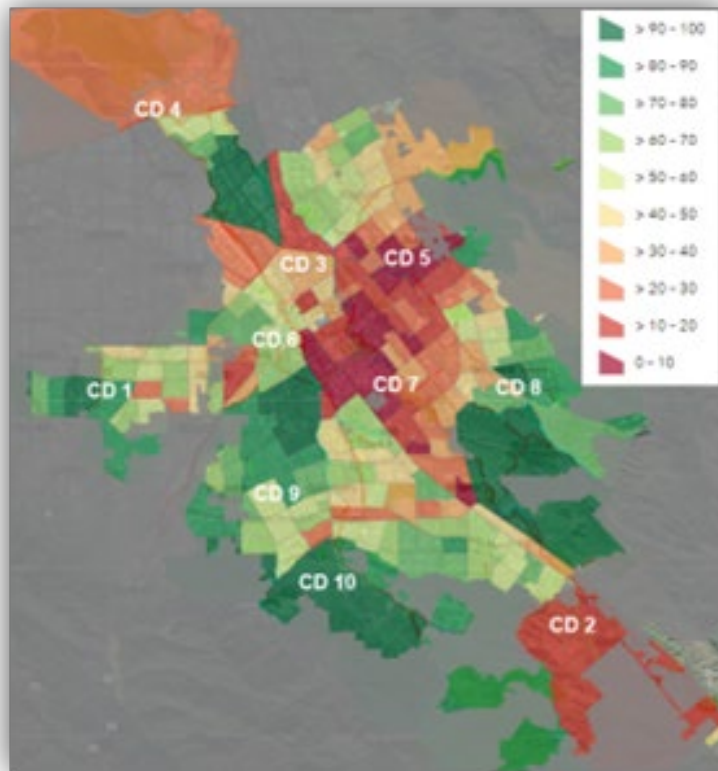 > 90 - 100
> 80 - 90
> 70 - 80
> 60 - 70
> 50 - 60
> 40 - 50
> 30 - 40
> 20 - 30
> 10 - 20
0 - 10
CD 4
CD 5
CD 3
CD 6
CD 1
CD 7
CD 8
CD 9
CD 10
CD 2